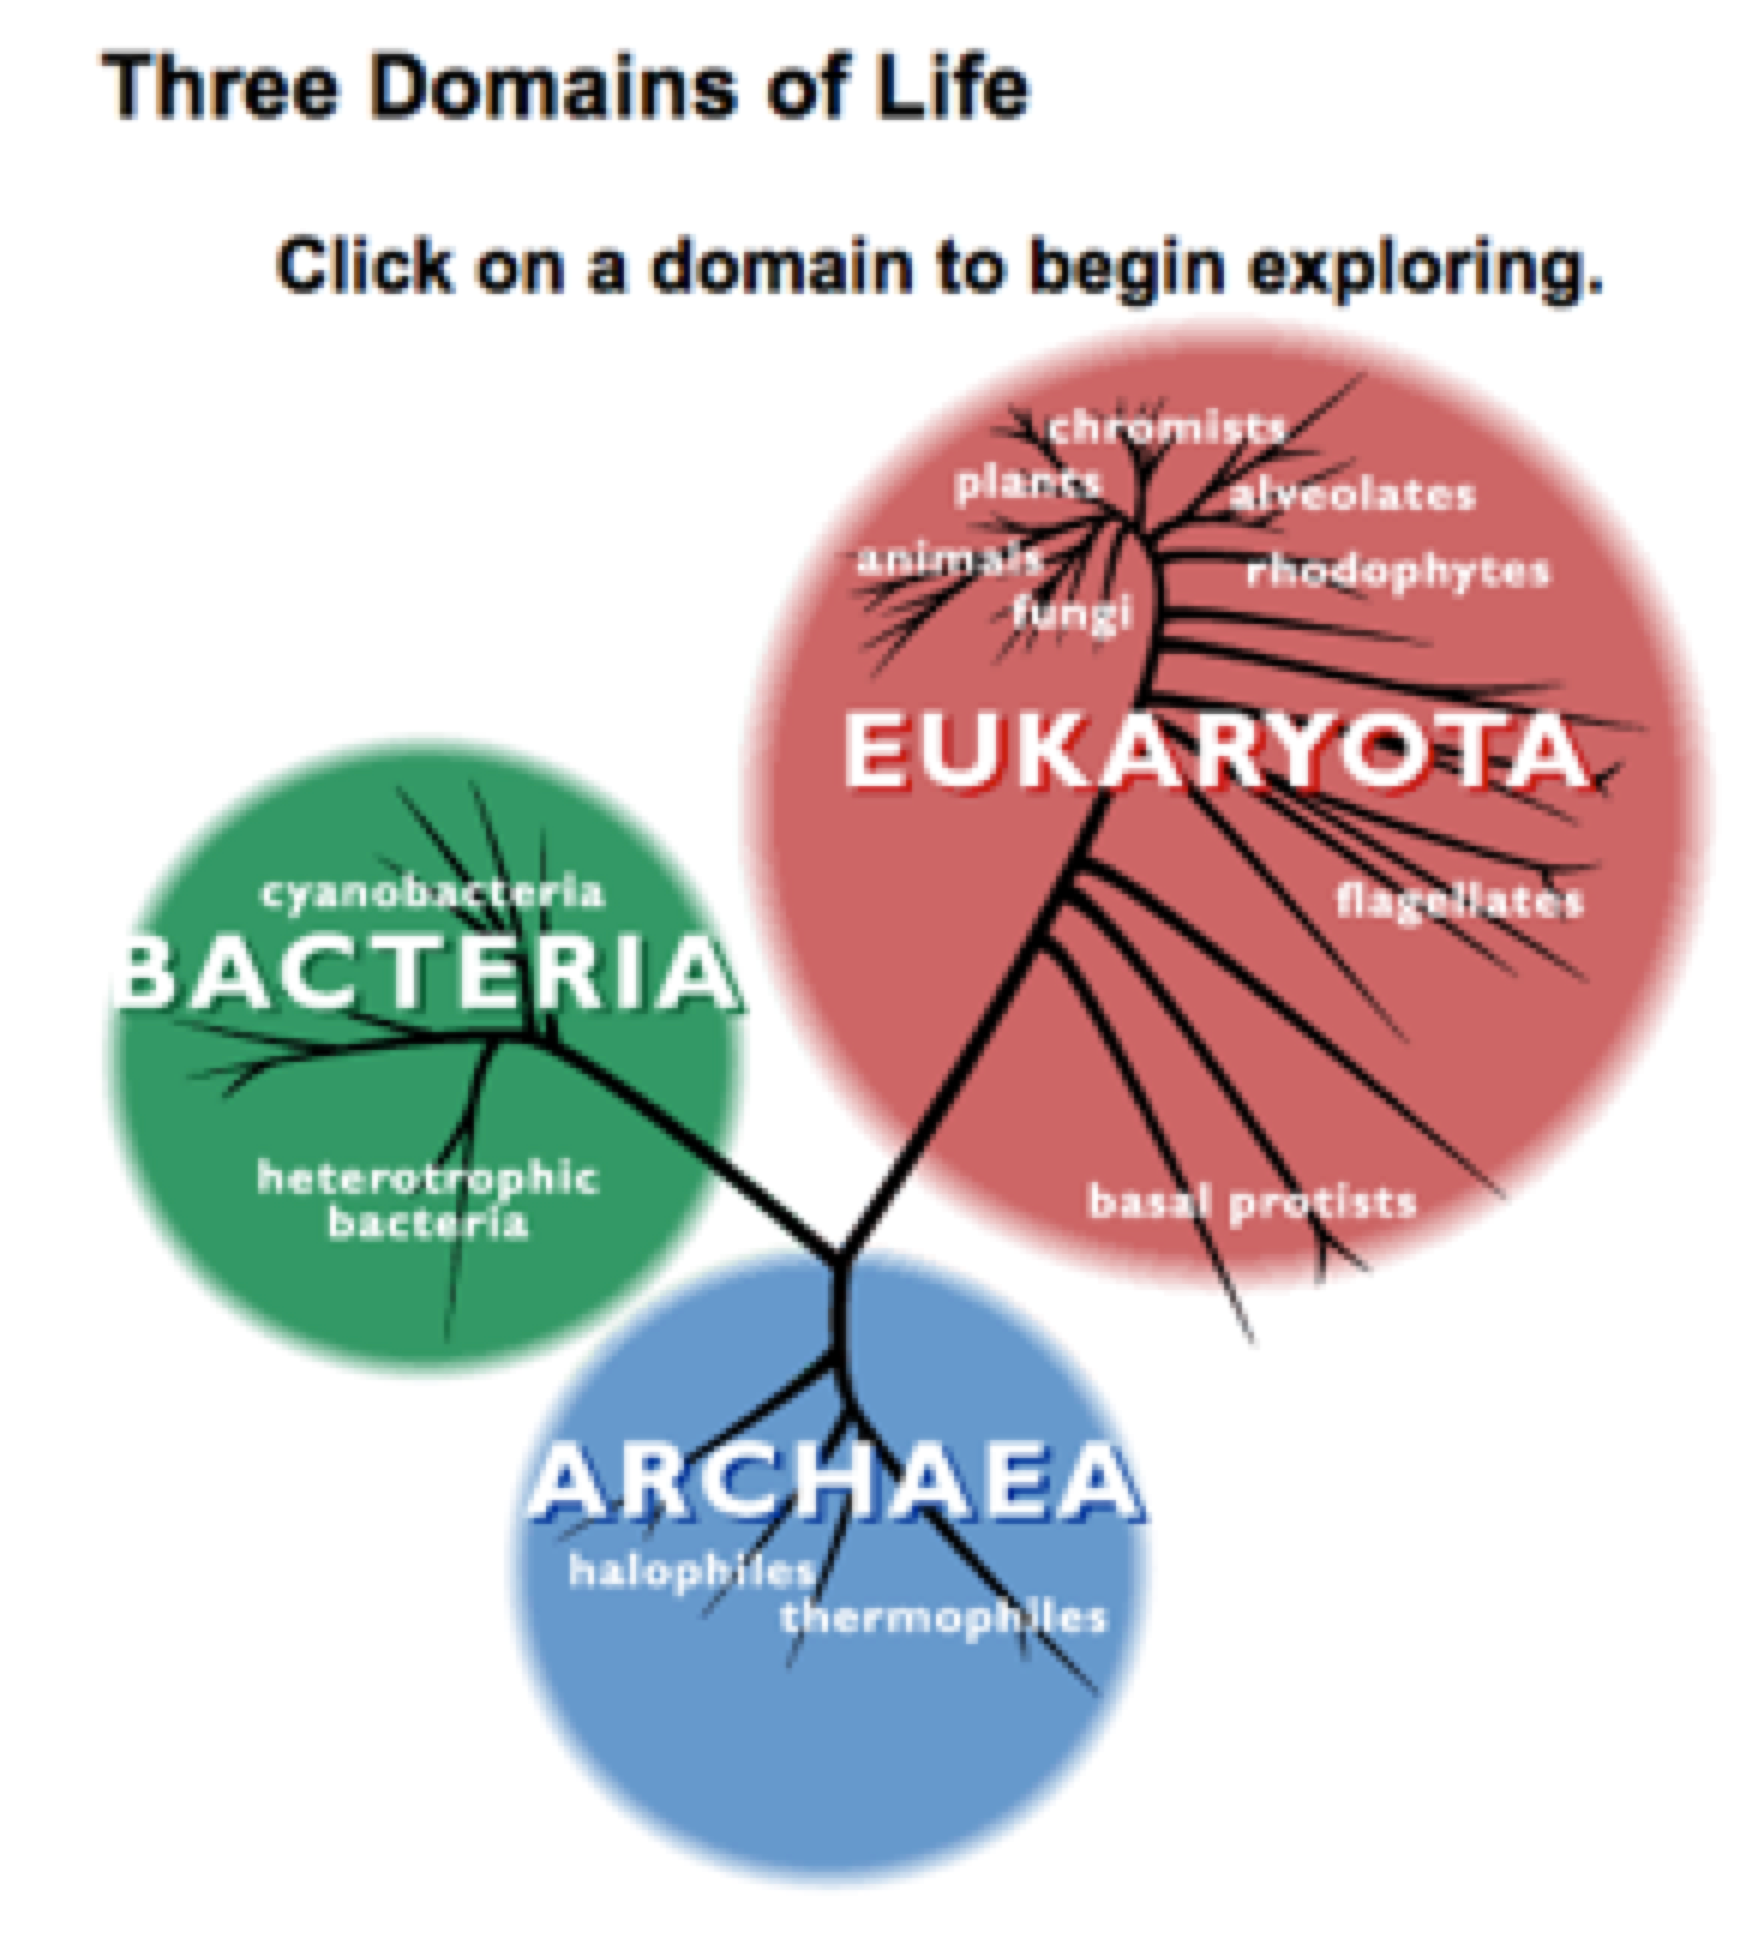 Three Domains of Life
Click on a domain to begin exploring.
chromists
plants
alveolates
animals
rhodophytes
fungi
EUKARYOTA
cyanobacteria
flagellates
BACTERIA
heterotrophic
bacteria
basal protists
ARCHAEA
halophiles
thermophiles